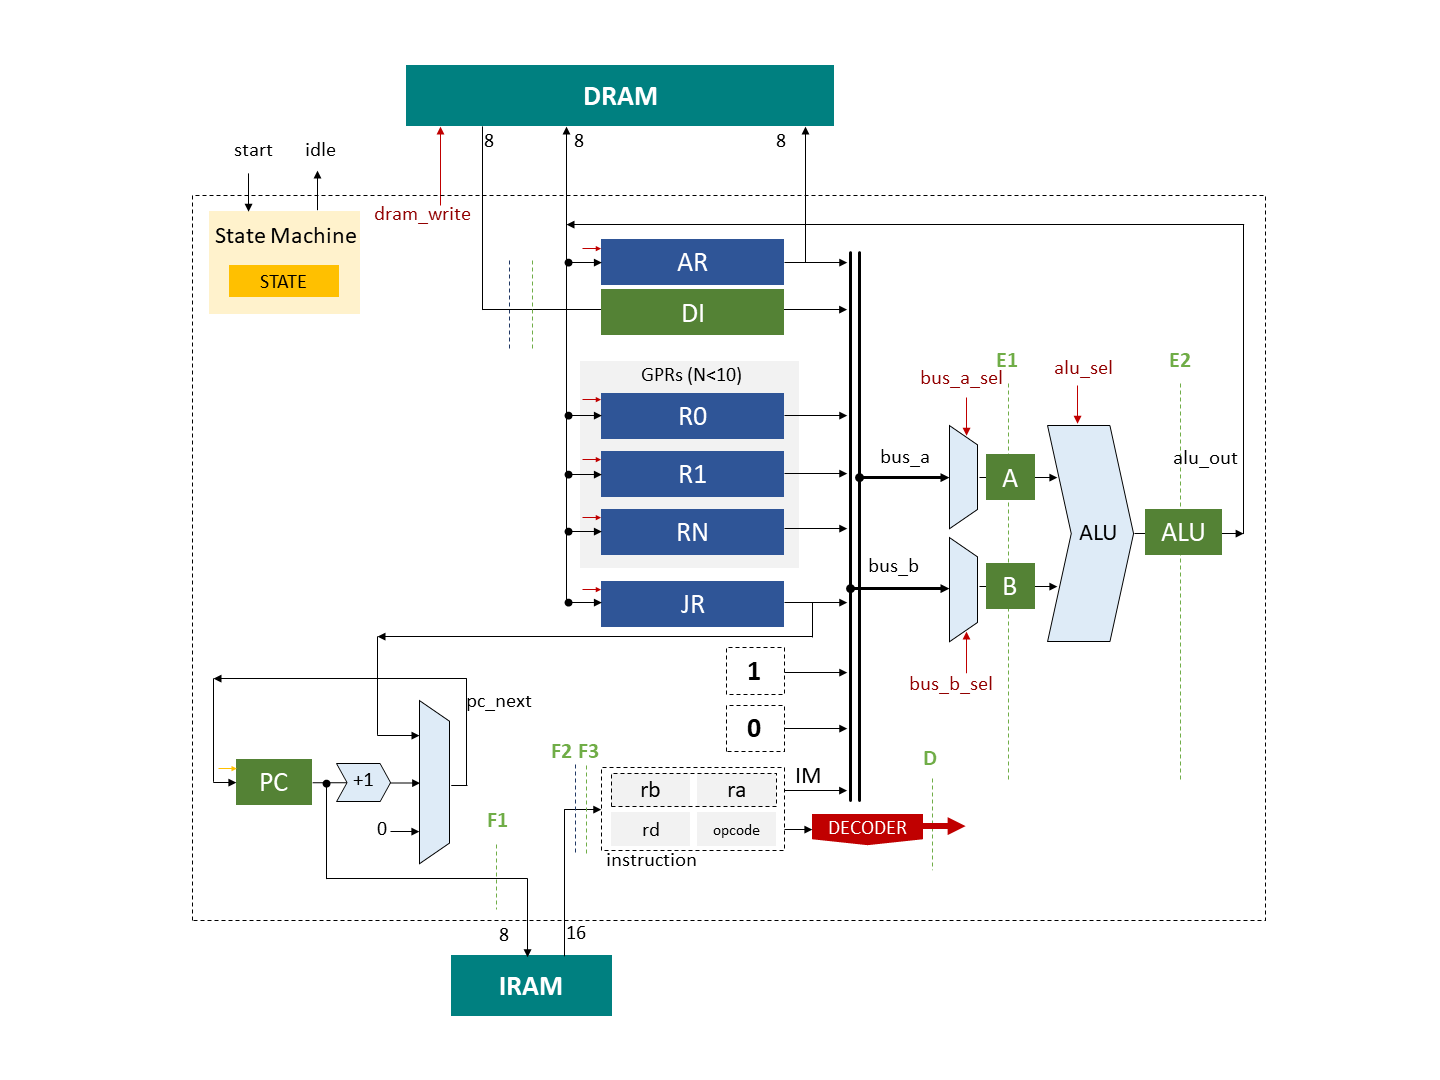 DRAM
8
8
8
start
idle
dram_write
State Machine
STATE
AR
DI
GPRs (N<10)
R0
R1
RN
JR
E1
E2
bus_a_sel
alu_sel
bus_a
A
alu_out
ALU
ALU
bus_b
B
bus_b_sel
1
0
pc_next
PC
+1
0
F1
F2 F3
rb
ra
IM
rd
opcode
instruction
D
DECODER
8
16
IRAM